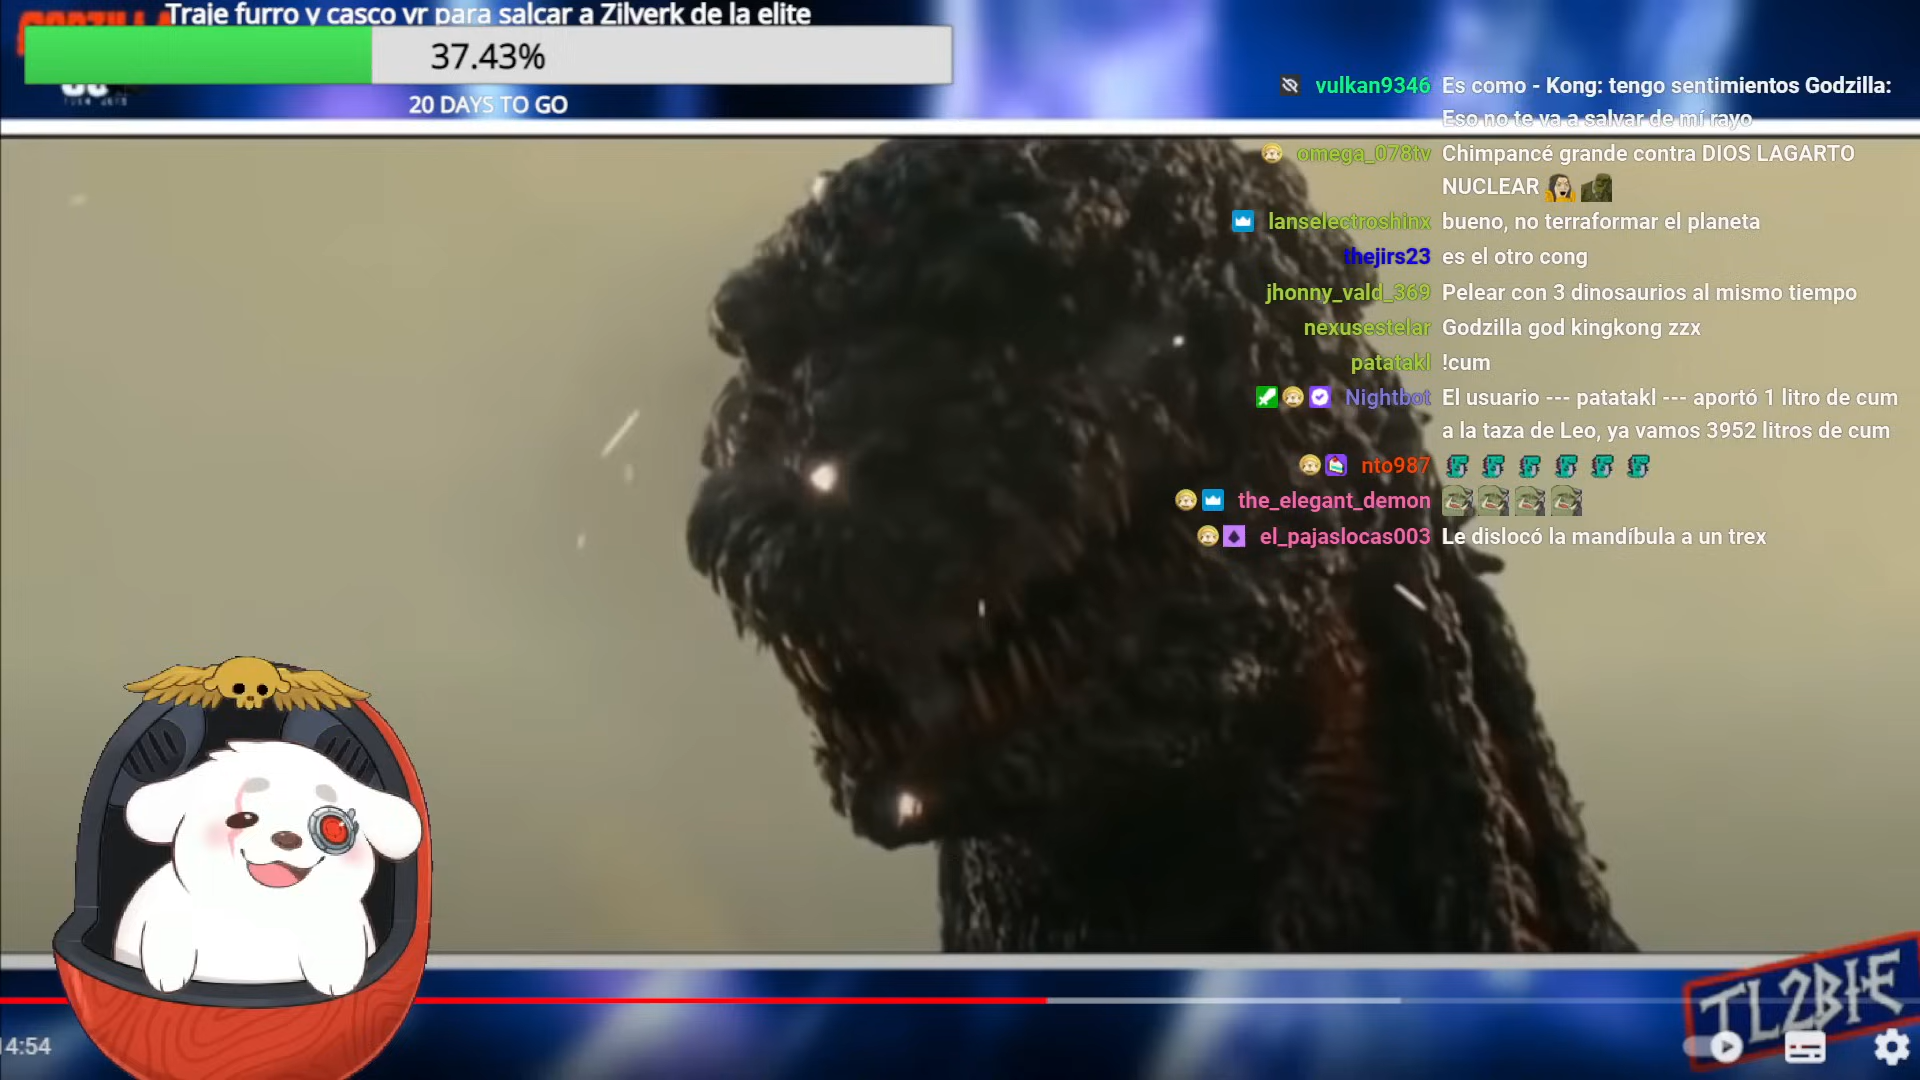 Traje furro y casco vr para salcar a Zilverk de la elite
37.43%
20 DAYS TO GO
vulkan9346 Es como - Kong: tengo sentimientos Godzilla:
Eso no te va a salvar de mí rayo
omega_078tv Chimpancé grande contra DIOS LAGARTO
NUCLEAR
lanselectroshinx bueno, no terraformar el planeta
thejirs23 es el otro cong
jhonny_vald_369 Pelear con 3 dinosaurios al mismo tiempo
nexusestelar Godzilla god kingkong zzx
patatakl !cum
Nightbot El usuario --- patatakl --- aportó 1 litro de cum
a la taza de Leo, ya vamos 3952 litros de cum
nto987
the_elegant_demon
el_pajaslocas003 Le dislocó la mandíbula a un trex
TL2BIE
4:54